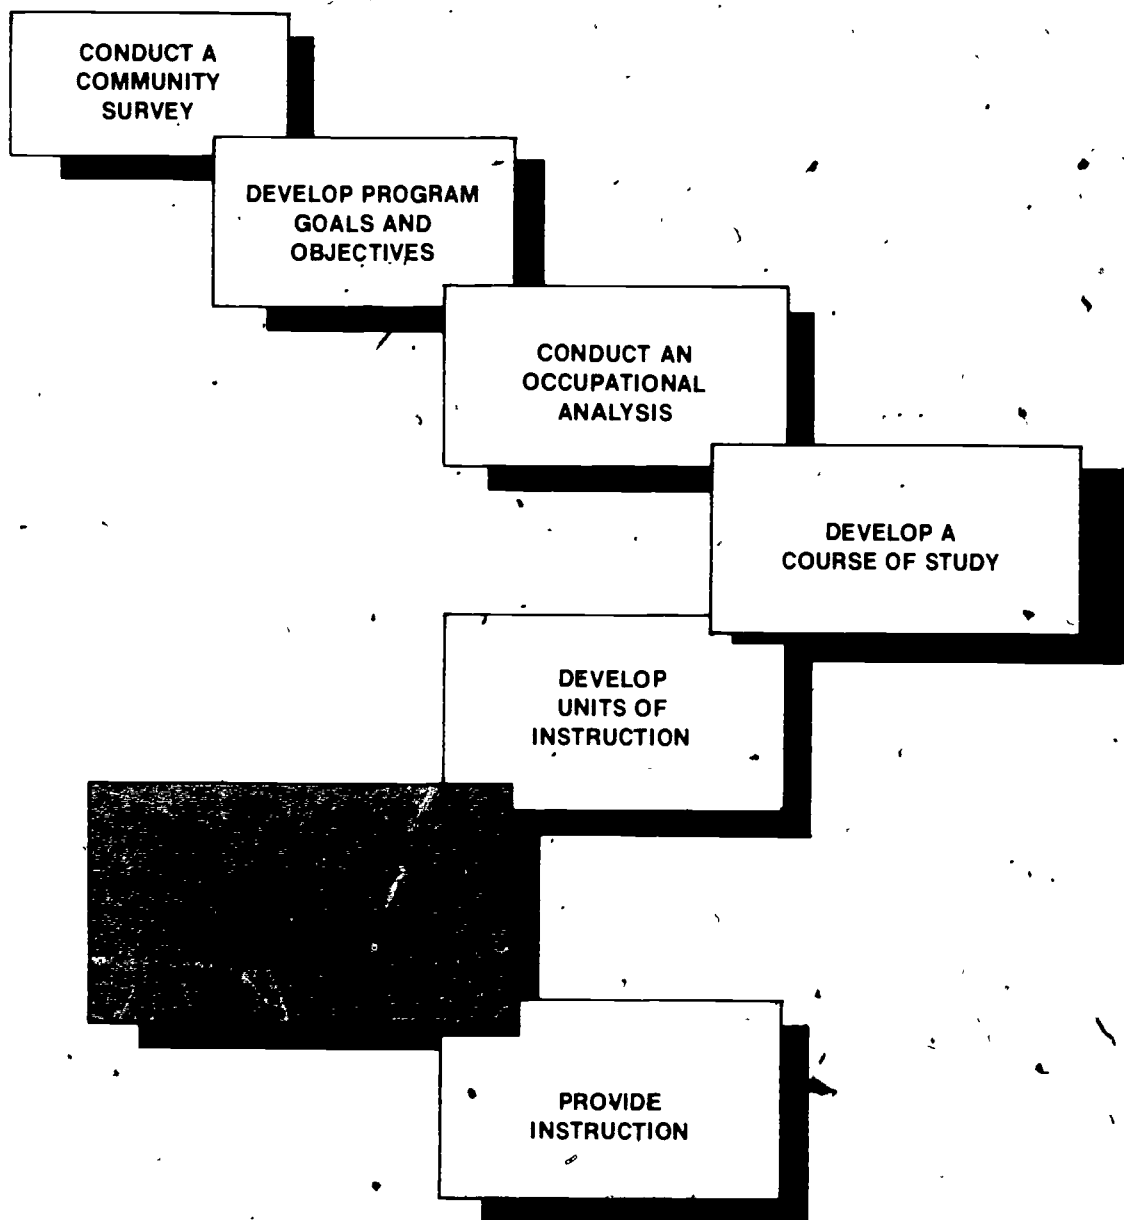 CONDUCT A
COMMUNITY
SURVEY
DEVELOP PROGRAM
GOALS AND
OBJECTIVES
CONDUCT AN
OCCUPATIONAL
ANALYSIS
DEVELOP A
COURSE OF STUDY
DEVELOP
UNITS OF
INSTRUCTION
PROVIDE
INSTRUCTION